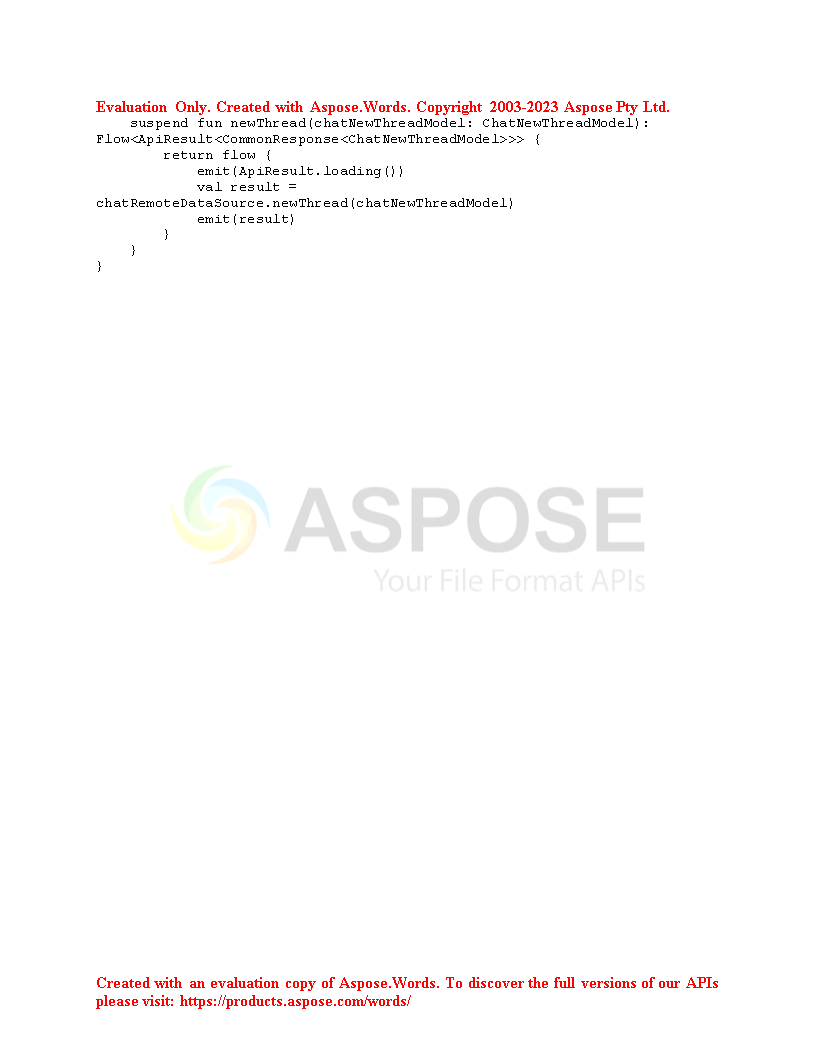 Evaluation Only. Created with Aspose.Words. Copyright 2003-2023 Aspose Pty Ltd.
    suspend fun newThread(chatNewThreadModel: ChatNewThreadModel):
Flow<ApiResult<CommonResponse<ChatNewThreadModel>>> {
        return flow {
            emit(ApiResult.loading())
            val result =
chatRemoteDataSource.newThread(chatNewThreadModel)
            emit(result)
        }
    }
}
ASPOSE
Your File Format APIs
Created with an evaluation copy of Aspose.Words. To discover the full versions of our APIs
please visit: https://products.aspose.com/words/